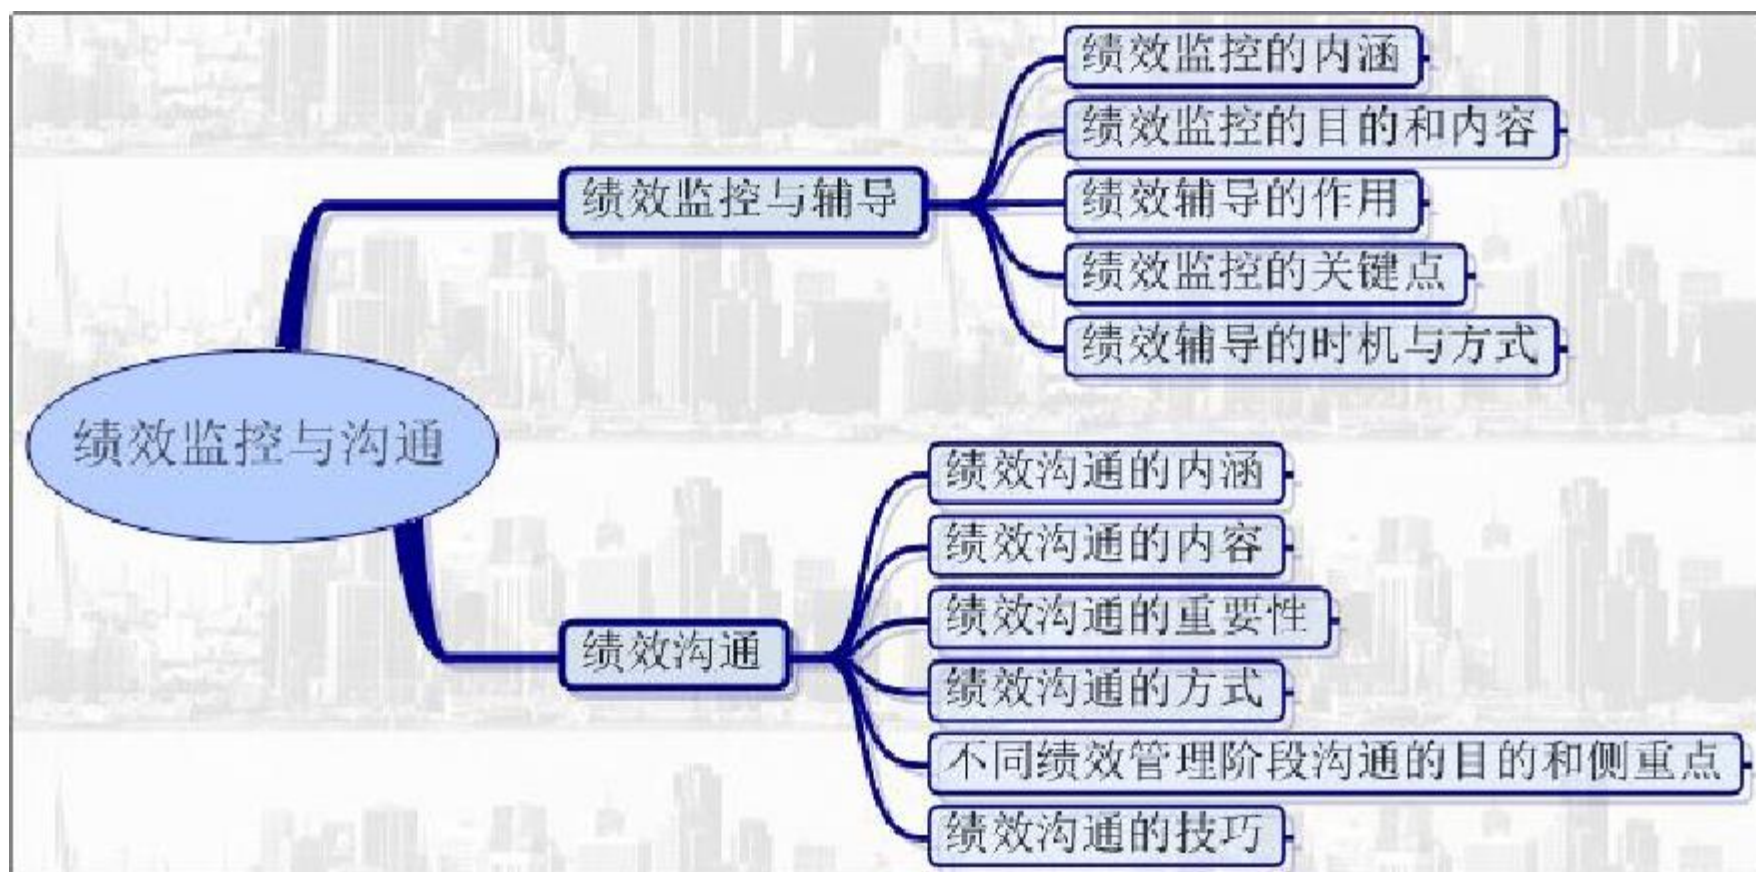 绩效监控与沟通
绩效监控与辅导
绩效监控的内涵
绩效监控的目的和内容
绩效辅导的作用
绩效监控的关键点
绩效辅导的时机与方式
绩效沟通
绩效沟通的内涵
绩效沟通的内容
绩效沟通的重要性
绩效沟通的方式
不同绩效管理阶段沟通的目的和侧重点
绩效沟通的技巧